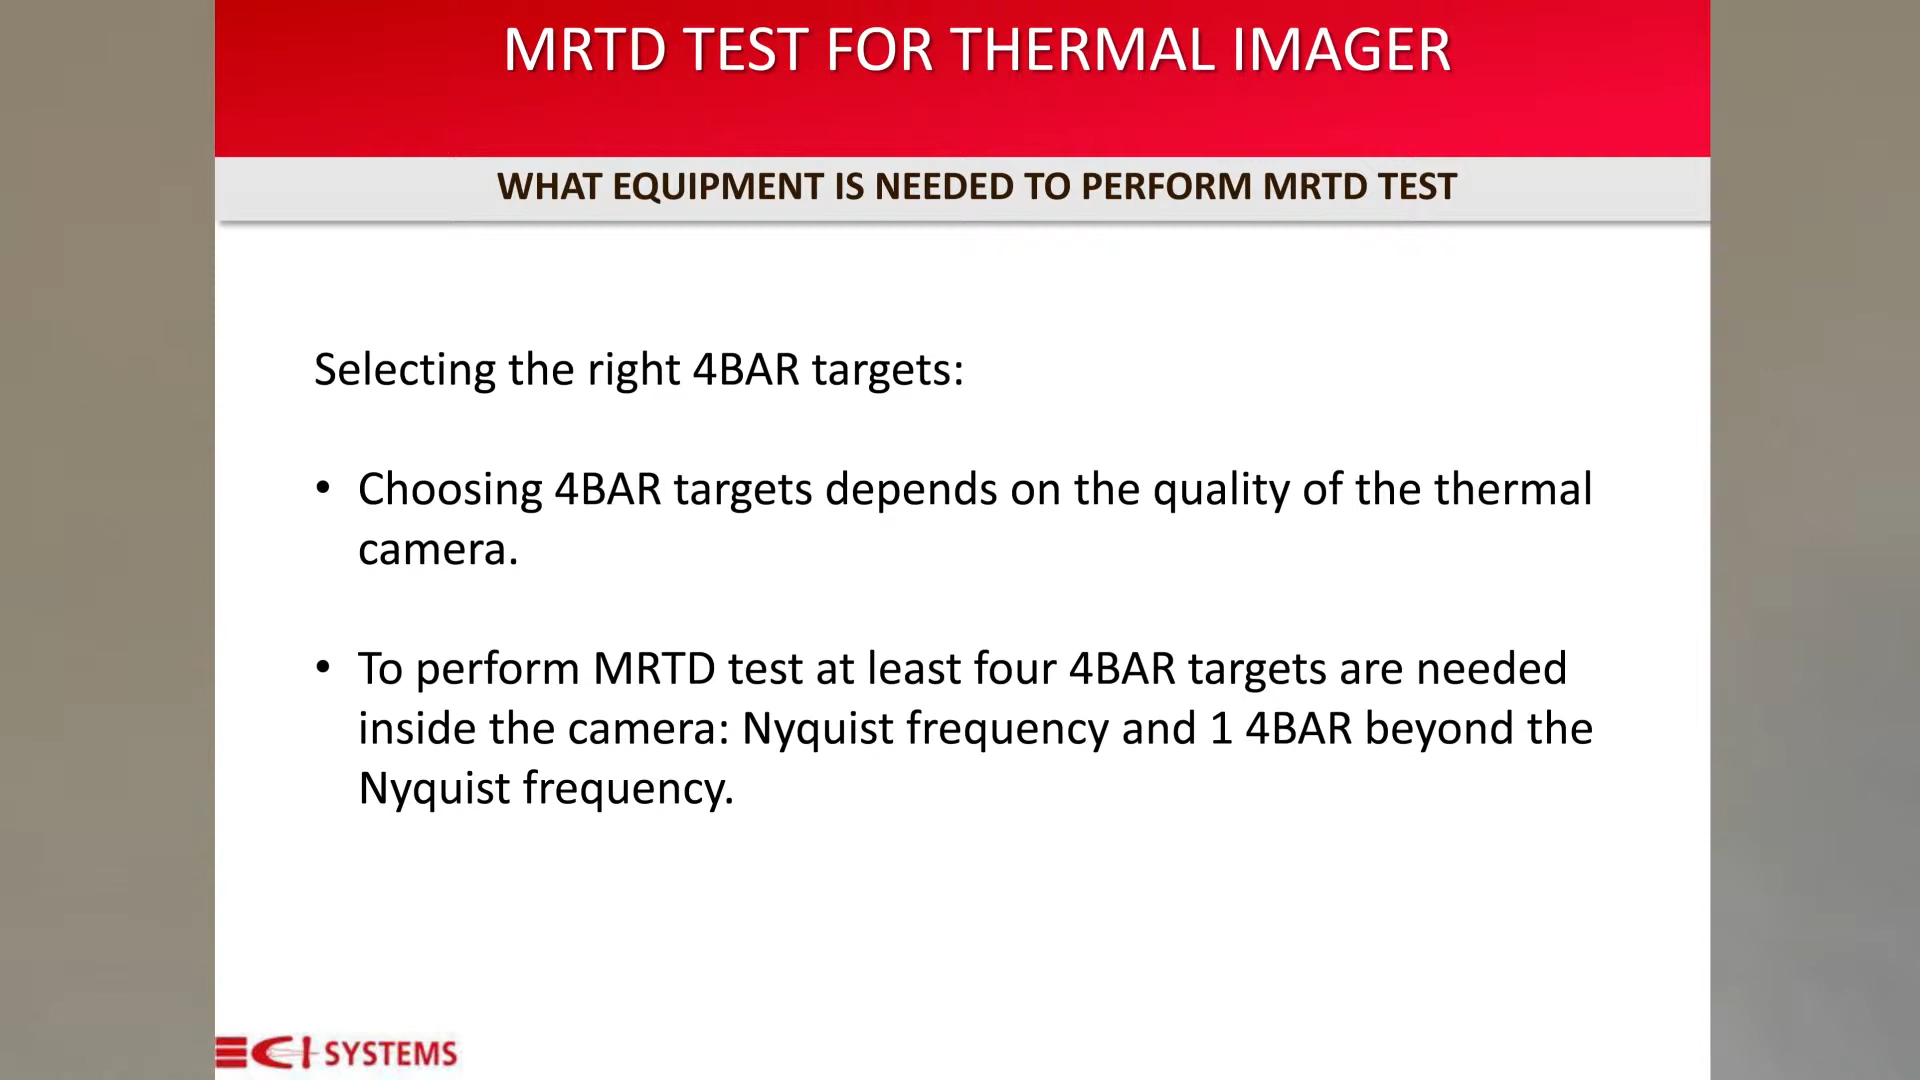 MRTD TEST FOR THERMAL IMAGER
WHAT EQUIPMENT IS NEEDED TO PERFORM MRTD TEST
Selecting the right 4BAR targets:
• Choosing 4BAR targets depends on the quality of the thermal
camera.
• To perform MRTD test at least four 4BAR targets are needed
inside the camera: Nyquist frequency and 1 4BAR beyond the
Nyquist frequency.
CI SYSTEMS